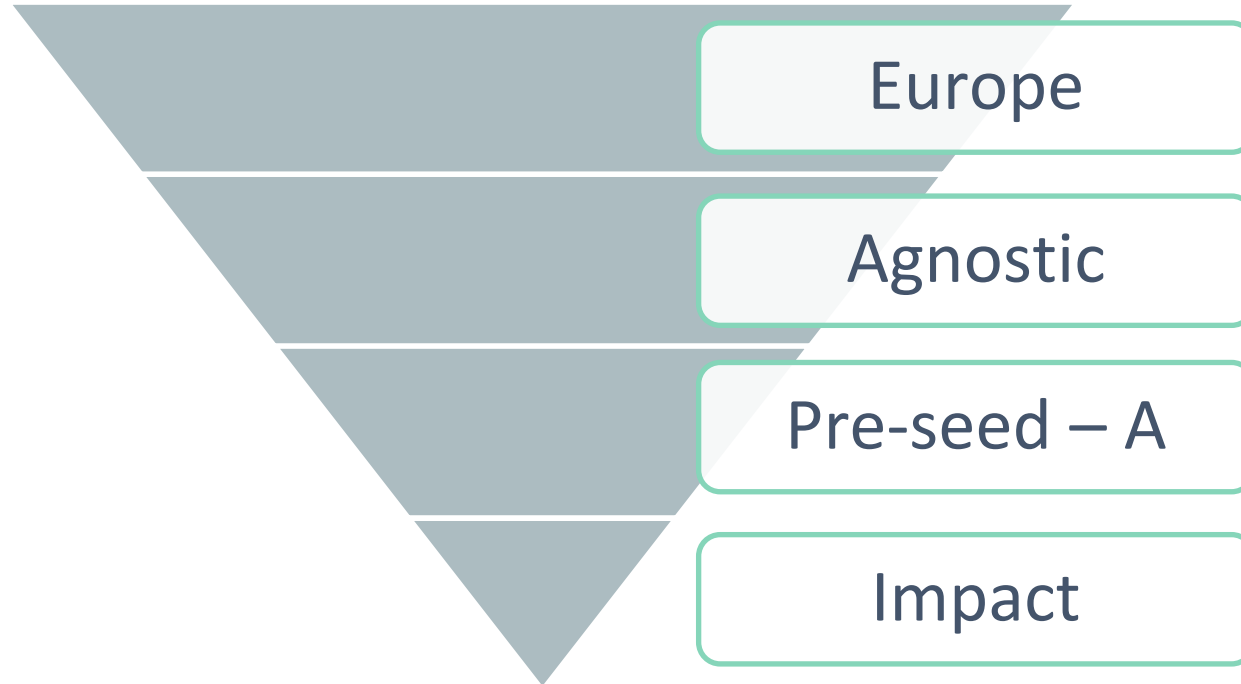 Europe
Agnostic
Pre-seed – A
Impact